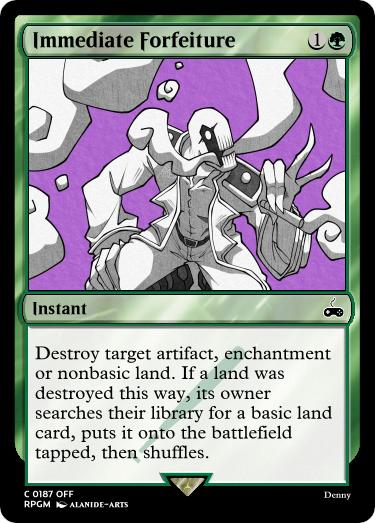 Immediate Forfeiture 1
Instant
Destroy target artifact, enchantment
or nonbasic land. If a land was
destroyed this way, its owner
searches their library for a basic land
card, puts it onto the battlefield
tapped, then shuffles.
C 0187 OFF
RPGM ALANIDE-ARTS
Denny